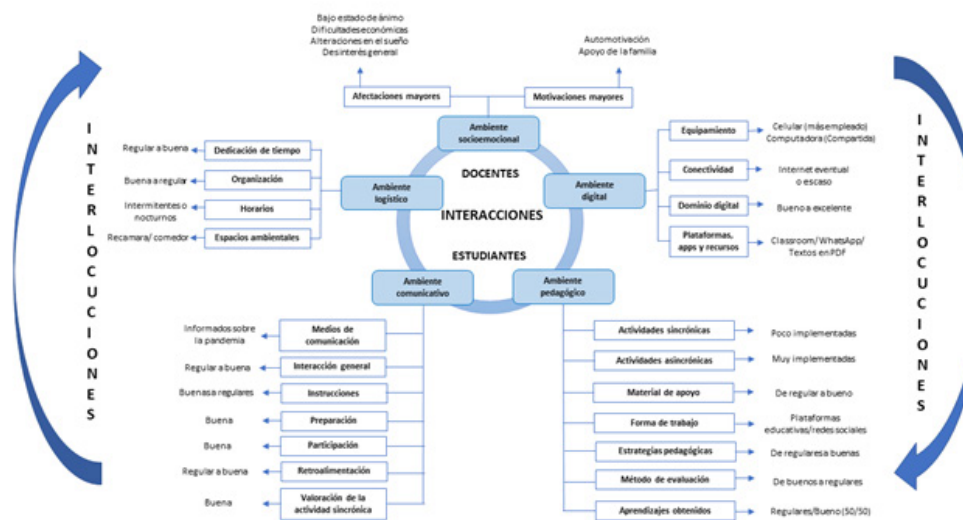 Bajo estado de ánimo
Dificultades económicas
Alteraciones en el sueño
Desinterés general
Automotivación
Apoyo de la familia
Afectaciones mayores
Motivaciones mayores
Ambiente
socioemocional
Regular a buena
Dedicación de tiempo
Buena a regular
Organización
Intermitentes o
nocturnos
Horarios
Recamara/ comedor
Espacios ambientales
Ambiente
logístico
DOCENTES
INTERACCIONES
ESTUDIANTES
Ambiente
digital
Equipamiento
Celular (más empleado)
Computadora (Compartida)
Conectividad
Internet eventual
o escaso
Dominio digital
Bueno a excelente
Plataformas,
apps y recursos
Classroom/WhatsApp/
Textos en PDF
Ambiente
comunicativo
Ambiente
pedagógico
Informados sobre
la pandemia
Medios de
comunicación
Regular a buena
Interacción general
Buenas a regulares
Instrucciones
Buena
Preparación
Buena
Participación
Regular a buena
Retroalimentación
Buena
Valoración de la
actividad sincrónica
Actividades sincrónicas
Poco implementadas
Actividades asincrónicas
Muy implementadas
Material de apoyo
De regular a bueno
Forma de trabajo
Plataformas
educativas/redes sociales
Estrategias pedagógicas
De regulares a buenas
Método de evaluación
De buenos a regulares
Aprendizajes obtenidos
Regulares/Bueno (50/50)
INTERLOCUCIONES
INTERLOCUCIONES